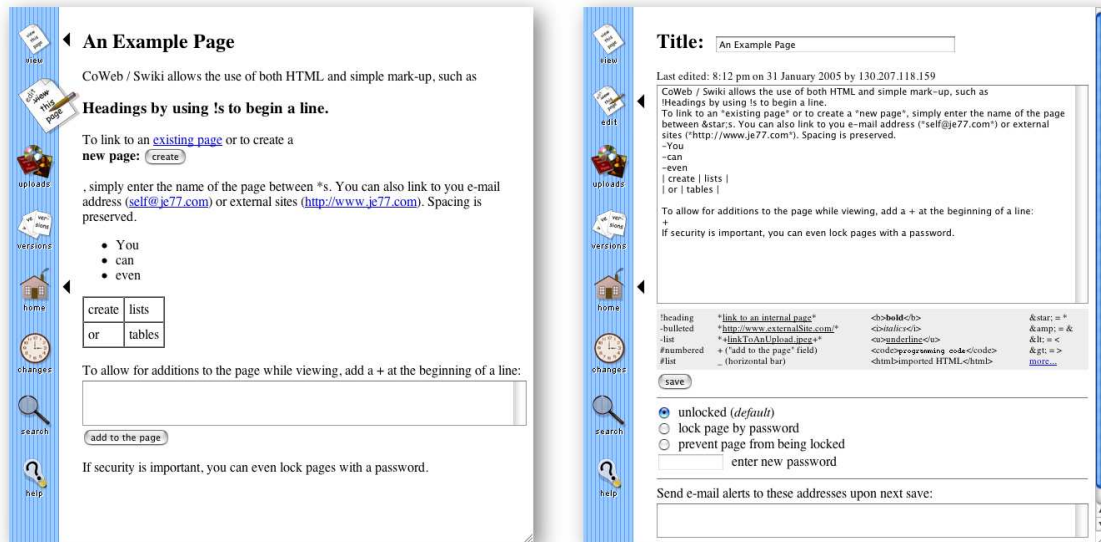 view
edit
view
this
page
uploads
versions
home
changes
search
help
An Example Page
CoWeb / Swiki allows the use of both HTML and simple mark-up, such as
Headings by using !s to begin a line.
To link to an existing page or to create a
new page: create
, simply enter the name of the page between *s. You can also link to you e-mail
address (self@je77.com) or external sites (http://www.je77.com). Spacing is
preserved.
• You
• can
• even
create lists
or tables
To allow for additions to the page while viewing, add a + at the beginning of a line:
add to the page
If security is important, you can even lock pages with a password.
view
edit
uploads
versions
home
changes
search
help
Title: An Example Page
Last edited: 8:12 pm on 31 January 2005 by 130.207.118.159
CoWeb / Swiki allows the use of both HTML and simple mark-up, such as
!Headings by using !s to begin a line.
To link to an *existing page* or to create a *new page*, simply enter the name of the page
between &star;s. You can also link to you e-mail address (*self@je77.com*) or external
sites (*http://www.je77.com*). Spacing is preserved.
-You
-can
-even
| create | lists |
| or | tables |
To allow for additions to the page while viewing, add a + at the beginning of a line:
+
If security is important, you can even lock pages with a password.
!heading *link to an internal page* <b>bold</b> &star; = *
-bulleted *http://www.externalSite.com/* <i>italics</i> &amp; = &
-list *+linkToAnUpload.jpeg+* <u>underline</u> &lt; = <
#numbered + ("add to the page" field) <code>programming code</code> &gt; = >
#list _ (horizontal bar) <html>imported HTML</html> more...
save
unlocked (default)
lock page by password
prevent page from being locked
enter new password
Send e-mail alerts to these addresses upon next save: